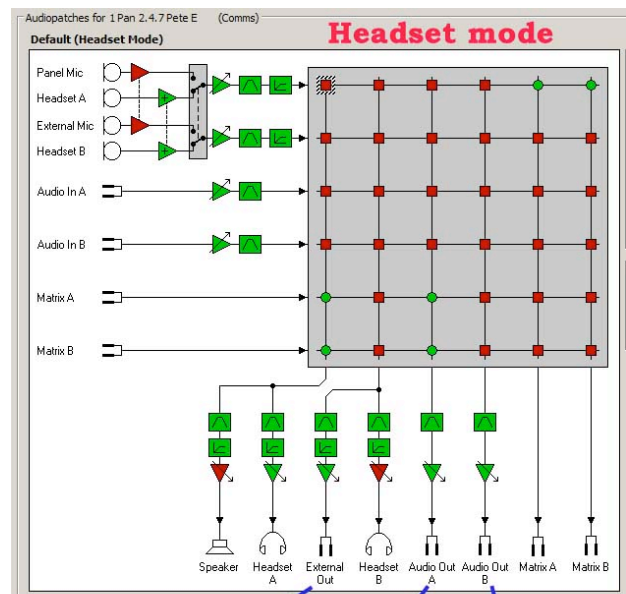 Audiopatches for 1 Pan 2.4.7 Pete E (Comms)
Default (Headset Mode)
Headset mode
Panel Mic
Headset A
External Mic
Headset B
Audio In A
Audio In B
Matrix A
Matrix B
Speaker
Headset A
External Out
Headset B
Audio Out A
Audio Out B
Matrix A
Matrix B